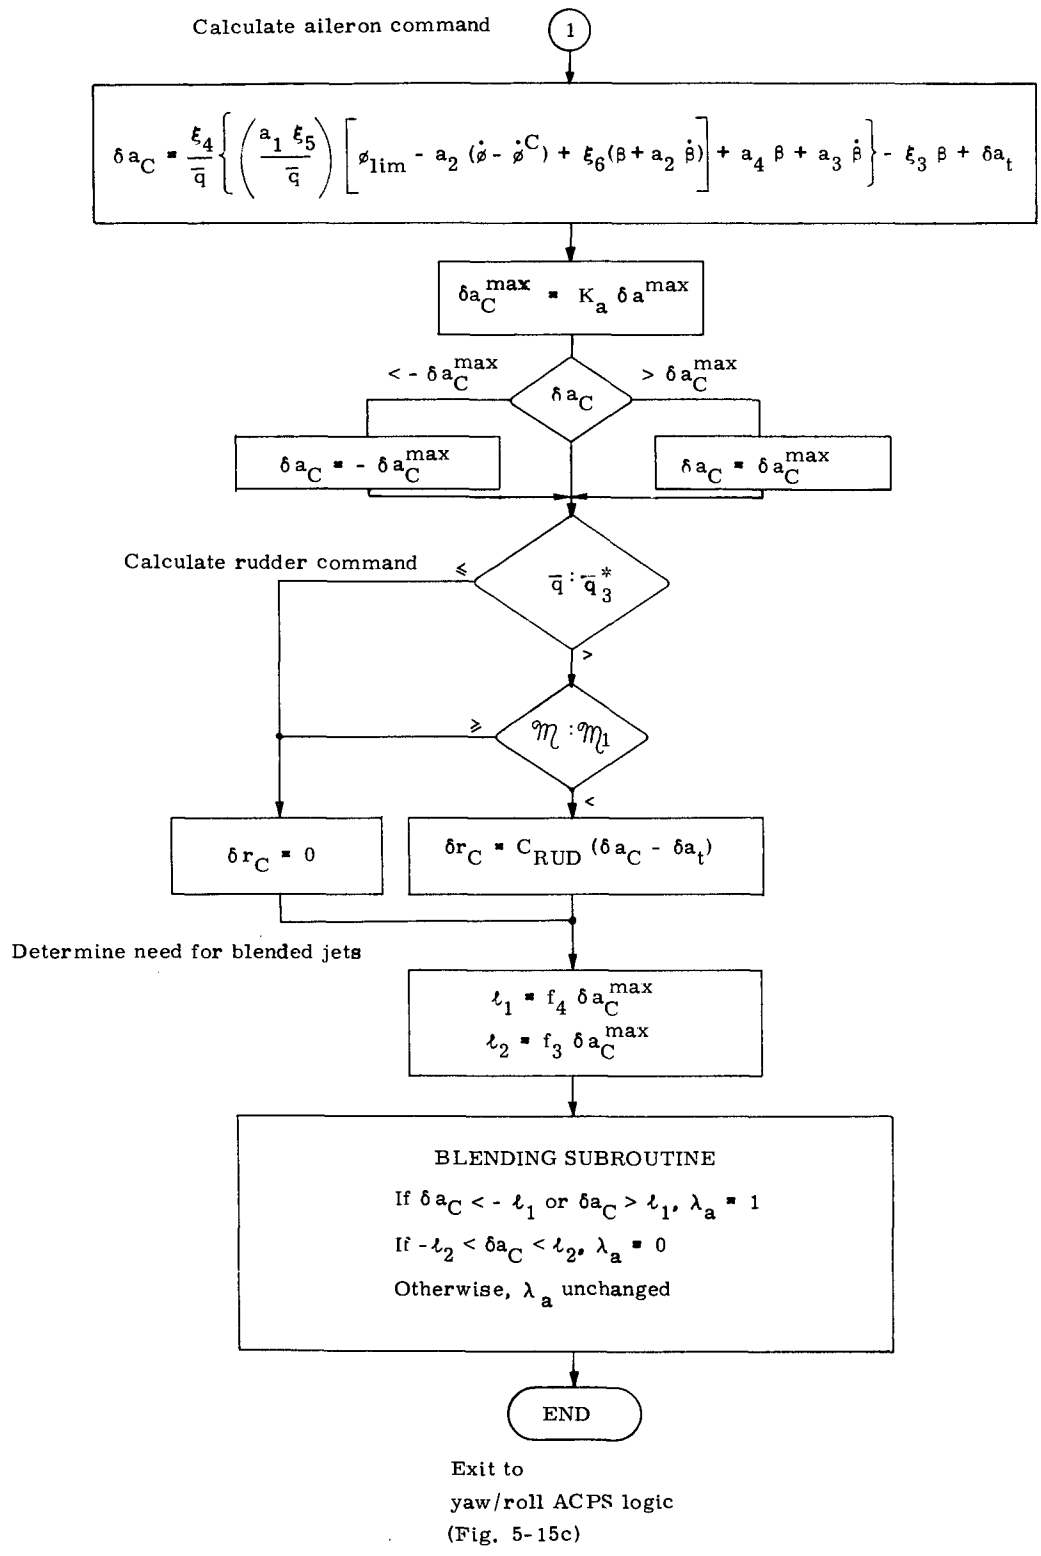 Calculate aileron command
1
δa_C = ξ_4/q̄ { ( a_1 ξ_5 / q̄ ) [ ø_lim - a_2 (ø̇ - ø̇^C) + ξ_6(β + a_2 β̇) ] + a_4 β + a_3 β̇ } - ξ_3 β + δa_t
δa_C^max = K_a δa^max
< - δa_C^max
> δa_C^max
δa_C
δa_C = - δa_C^max
δa_C = δa_C^max
Calculate rudder command
≤
q̄ : q̄_3^*
>
≥
𝔐 : 𝔐_1
<
δr_C = 0
δr_C = C_RUD (δa_C - δa_t)
Determine need for blended jets
ℓ_1 = f_4 δa_C^max
ℓ_2 = f_3 δa_C^max
BLENDING SUBROUTINE
If δa_C < - ℓ_1 or δa_C > ℓ_1, λ_a = 1
If -ℓ_2 < δa_C < ℓ_2, λ_a = 0
Otherwise, λ_a unchanged
END
Exit to
yaw/roll ACPS logic
(Fig. 5-15c)